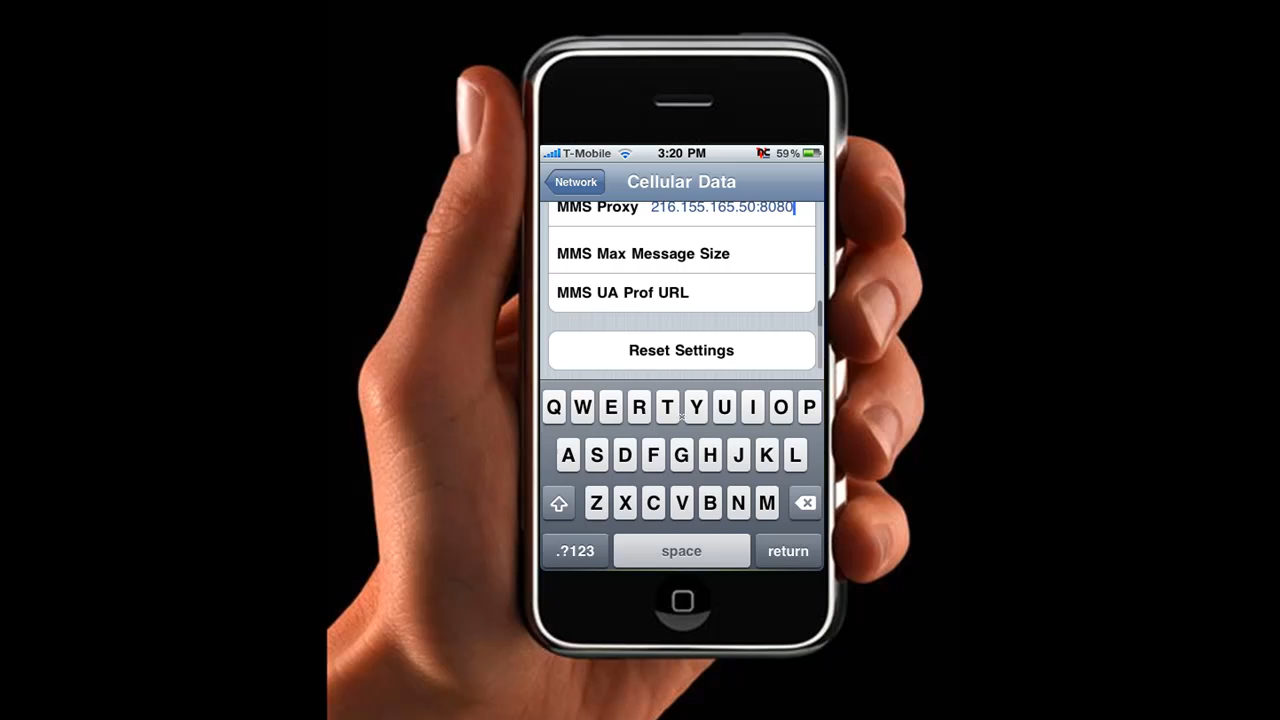 T-Mobile 3:20 PM 59%
Network Cellular Data
MMS Proxy 216.155.165.50:8080
MMS Max Message Size
MMS UA Prof URL
Reset Settings
Q W E R T Y U I O P
A S D F G H J K L
Z X C V B N M
.?123 space return